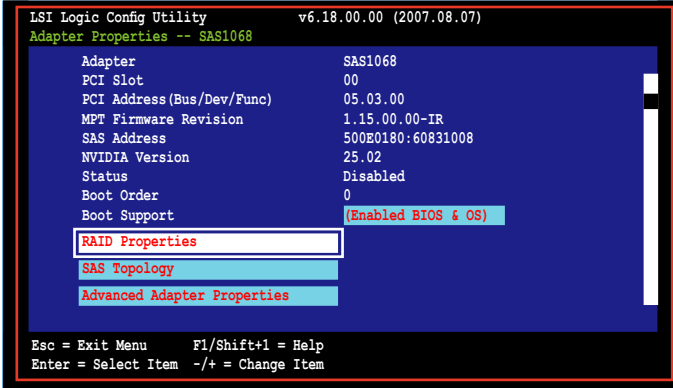 LSI Logic Config Utility v6.18.00.00 (2007.08.07)
Adapter Properties -- SAS1068
Adapter SAS1068
PCI Slot 00
PCI Address(Bus/Dev/Func) 05.03.00
MPT Firmware Revision 1.15.00.00-IR
SAS Address 500E0180:60831008
NVIDIA Version 25.02
Status Disabled
Boot Order 0
Boot Support (Enabled BIOS & OS)
RAID Properties
SAS Topology
Advanced Adapter Properties
Esc = Exit Menu F1/Shift+1 = Help
Enter = Select Item -/+ = Change Item